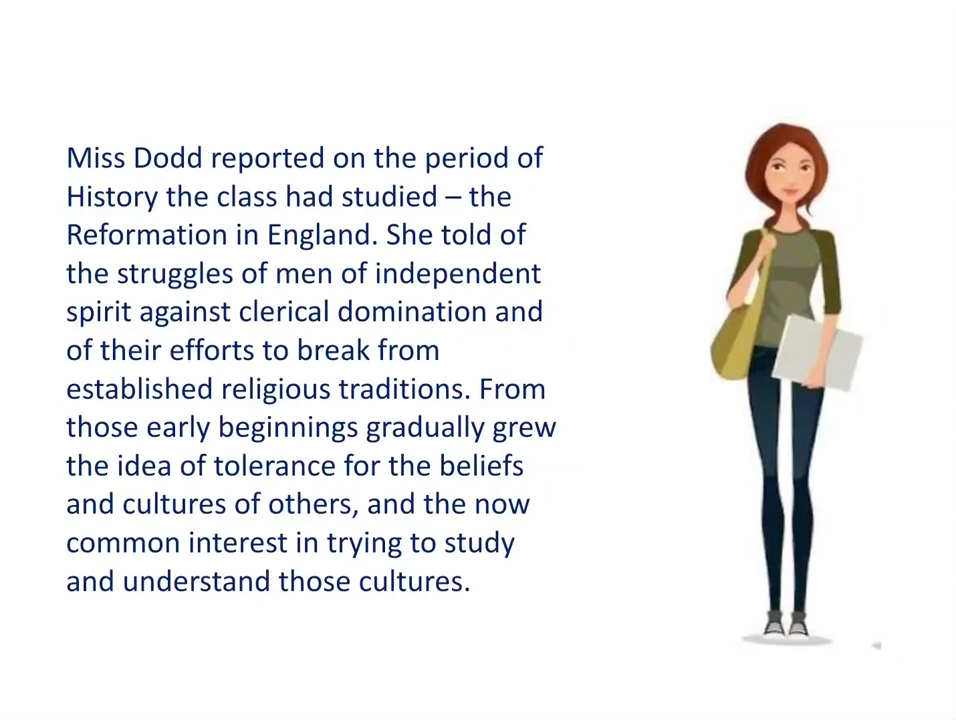 Miss Dodd reported on the period of
History the class had studied – the
Reformation in England. She told of
the struggles of men of independent
spirit against clerical domination and
of their efforts to break from
established religious traditions. From
those early beginnings gradually grew
the idea of tolerance for the beliefs
and cultures of others, and the now
common interest in trying to study
and understand those cultures.